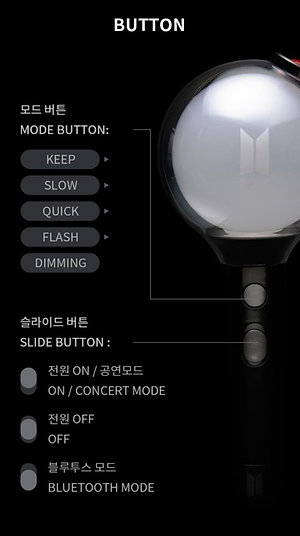 BUTTON
모드 버튼
MODE BUTTON:
KEEP
SLOW
QUICK
FLASH
DIMMING
슬라이드 버튼
SLIDE BUTTON :
전원 ON / 공연모드
ON / CONCERT MODE
전원 OFF
OFF
블루투스 모드
BLUETOOTH MODE